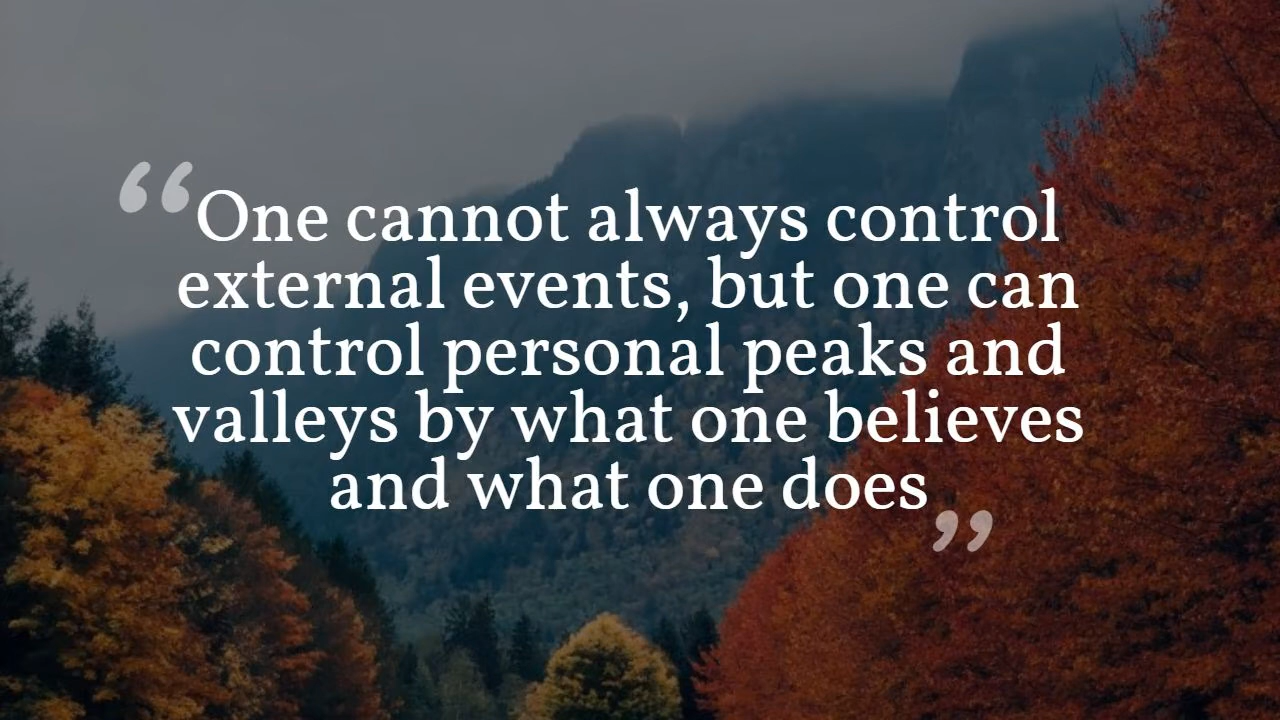 “One cannot always control
external events, but one can
control personal peaks and
valleys by what one believes
and what one does”